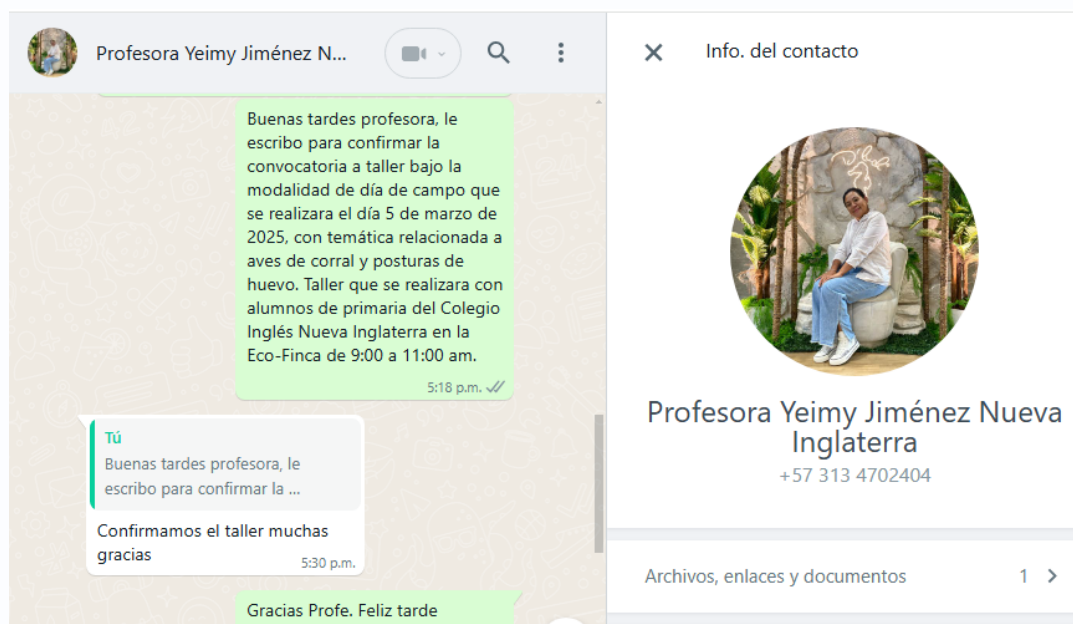 Profesora Yeimy Jiménez N...
Buenas tardes profesora, le
escribo para confirmar la
convocatoria a taller bajo la
modalidad de día de campo que
se realizara el día 5 de marzo de
2025, con temática relacionada a
aves de corral y posturas de
huevo. Taller que se realizara con
alumnos de primaria del Colegio
Inglés Nueva Inglaterra en la
Eco-Finca de 9:00 a 11:00 am.
5:18 p.m.
Tú
Buenas tardes profesora, le
escribo para confirmar la ...
Confirmamos el taller muchas
gracias
5:30 p.m.
Gracias Profe. Feliz tarde
Info. del contacto
Profesora Yeimy Jiménez Nueva
Inglaterra
+57 313 4702404
Archivos, enlaces y documentos
1